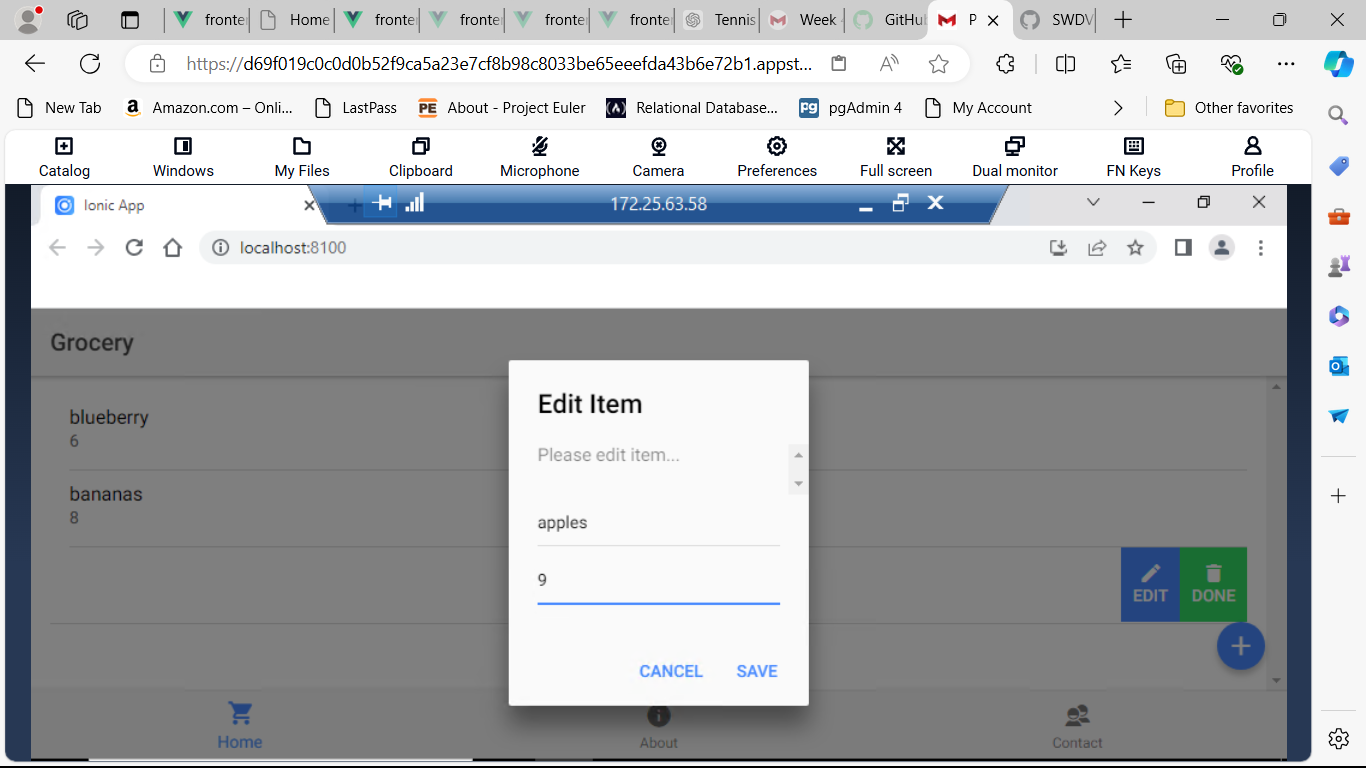 fronte Home fronte fronte fronte fronte Tennis Week GitHu P SWDV
https://d69f019c0c0d0b52f9ca5a23e7cf8b98c8033be65eeefda43b6e72b1.appst...
New Tab Amazon.com – Onli... LastPass PE About - Project Euler Relational Database... pgAdmin 4 My Account Other favorites
Catalog Windows My Files Clipboard Microphone Camera Preferences Full screen Dual monitor FN Keys Profile
Ionic App 172.25.63.58
localhost:8100
Grocery
Edit Item
blueberry
6
Please edit item...
bananas
8
apples
9
EDIT DONE
CANCEL SAVE
Home About Contact